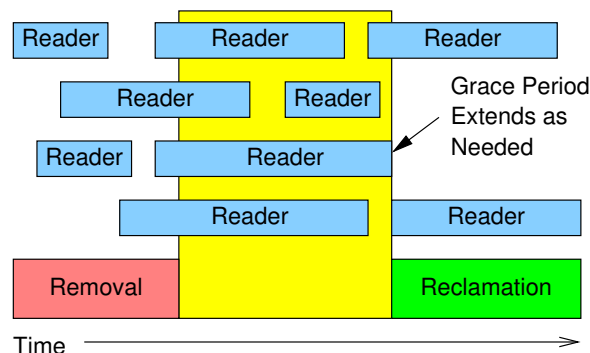 Reader Reader Reader
Reader Reader
Grace Period
Extends as
Needed
Reader Reader
Reader Reader
Removal Reclamation
Time